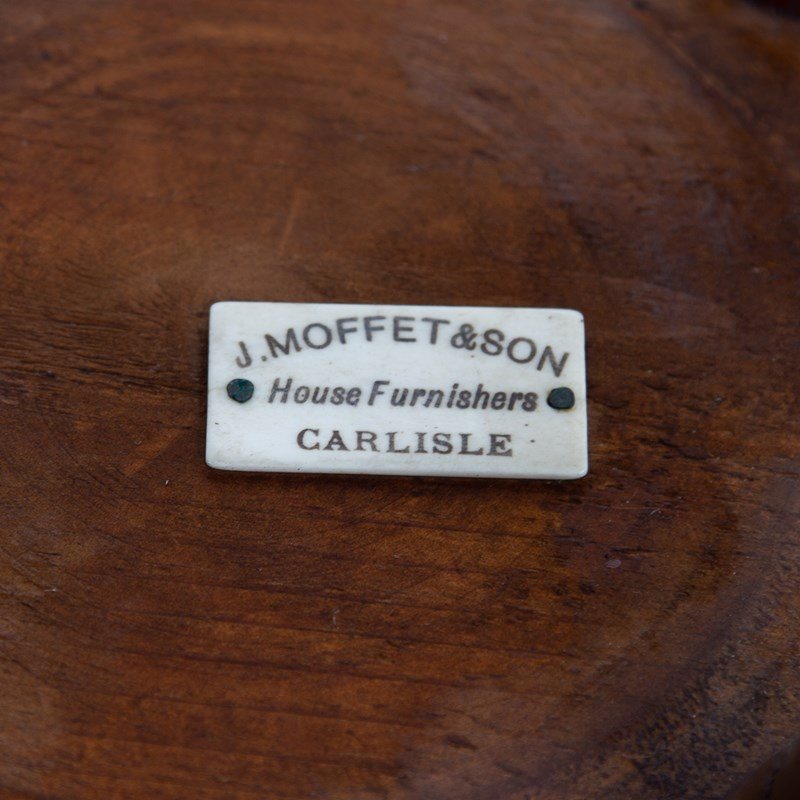 J. MOFFET & SON
House Furnishers
CARLISLE